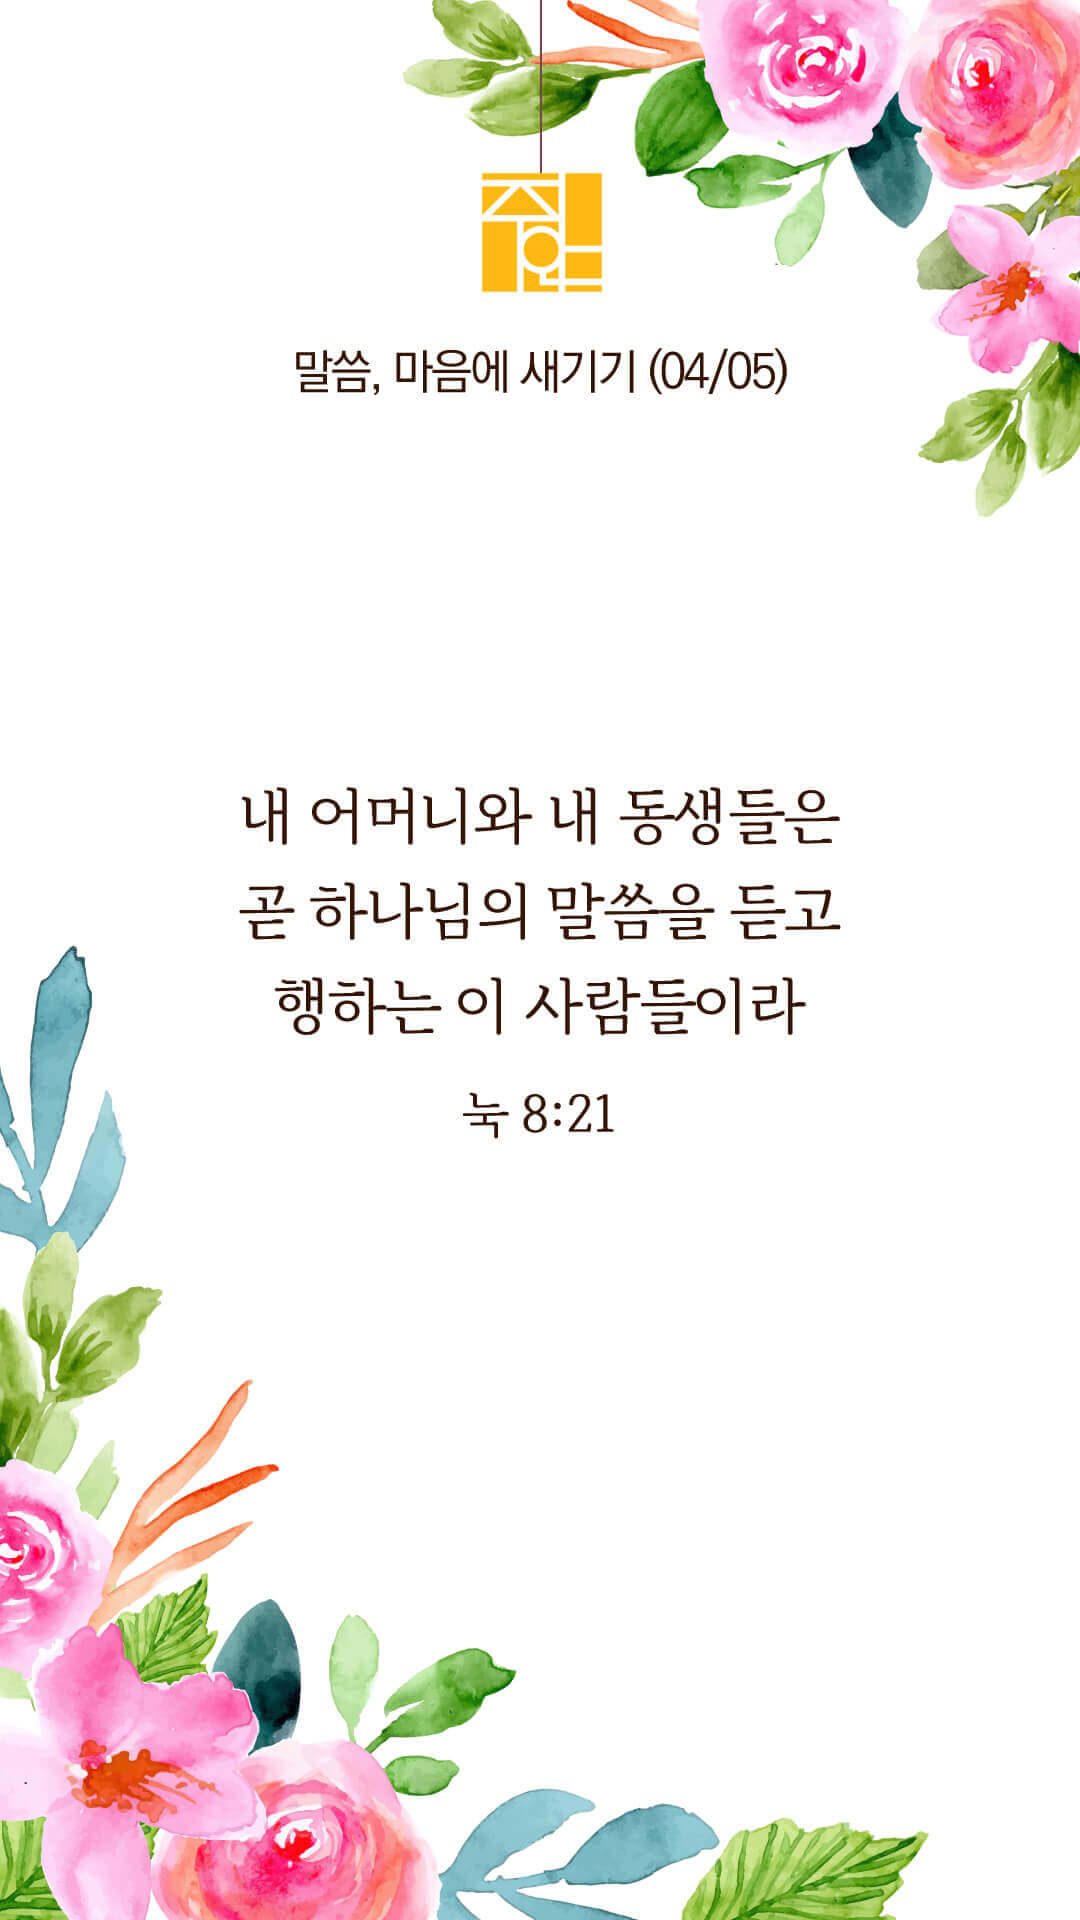 말씀, 마음에 새기기 (04/05)
내 어머니와 내 동생들은
곧 하나님의 말씀을 듣고
행하는 이 사람들이라
눅 8:21